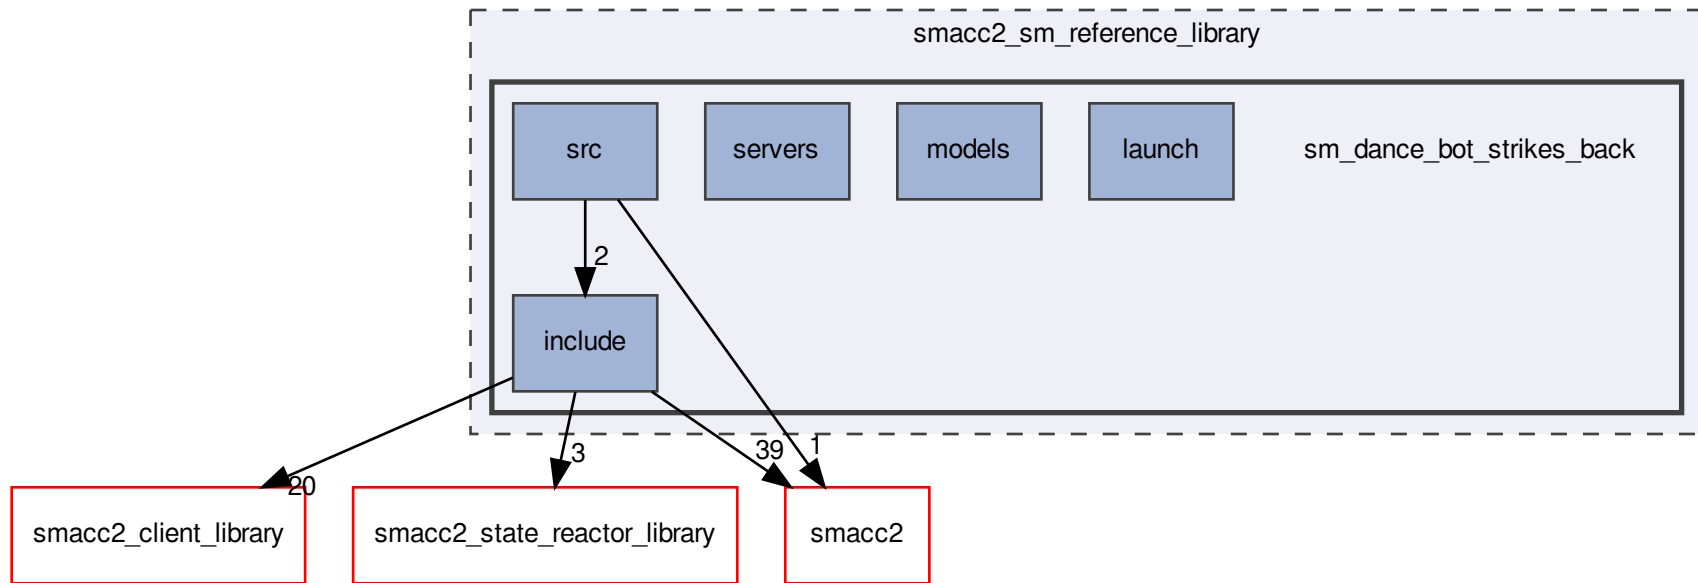 smacc2_sm_reference_library
src
servers
models
launch
sm_dance_bot_strikes_back
2
include
20
3
39
1
smacc2_client_library
smacc2_state_reactor_library
smacc2